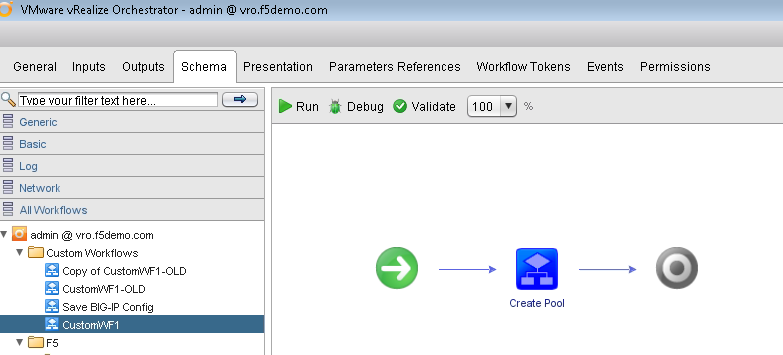 VMware vRealize Orchestrator - admin @ vro.f5demo.com
General Inputs Outputs Schema Presentation Parameters References Workflow Tokens Events Permissions
Type your filter text here...
Run Debug Validate 100 %
Generic
Basic
Log
Network
All Workflows
admin @ vro.f5demo.com
Custom Workflows
Copy of CustomWF1-OLD
CustomWF1-OLD
Save BIG-IP Config
CustomWF1
F5
Create Pool